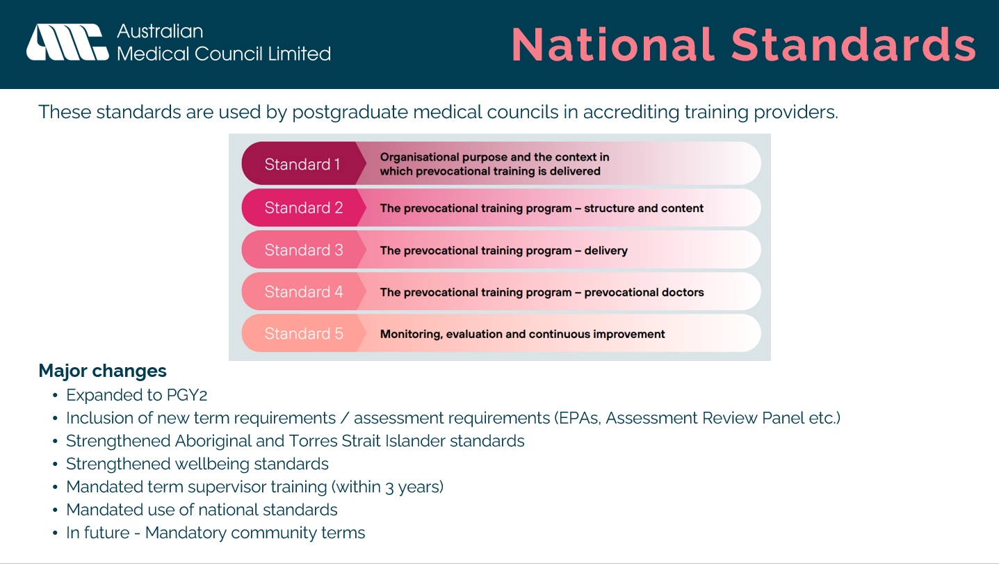 Australian
Medical Council Limited
National Standards
These standards are used by postgraduate medical councils in accrediting training providers.
Standard 1
Organisational purpose and the context in
which prevocational training is delivered
Standard 2
The prevocational training program – structure and content
Standard 3
The prevocational training program – delivery
Standard 4
The prevocational training program – prevocational doctors
Standard 5
Monitoring, evaluation and continuous improvement
Major changes
• Expanded to PGY2
• Inclusion of new term requirements / assessment requirements (EPAs, Assessment Review Panel etc.)
• Strengthened Aboriginal and Torres Strait Islander standards
• Strengthened wellbeing standards
• Mandated term supervisor training (within 3 years)
• Mandated use of national standards
• In future - Mandatory community terms